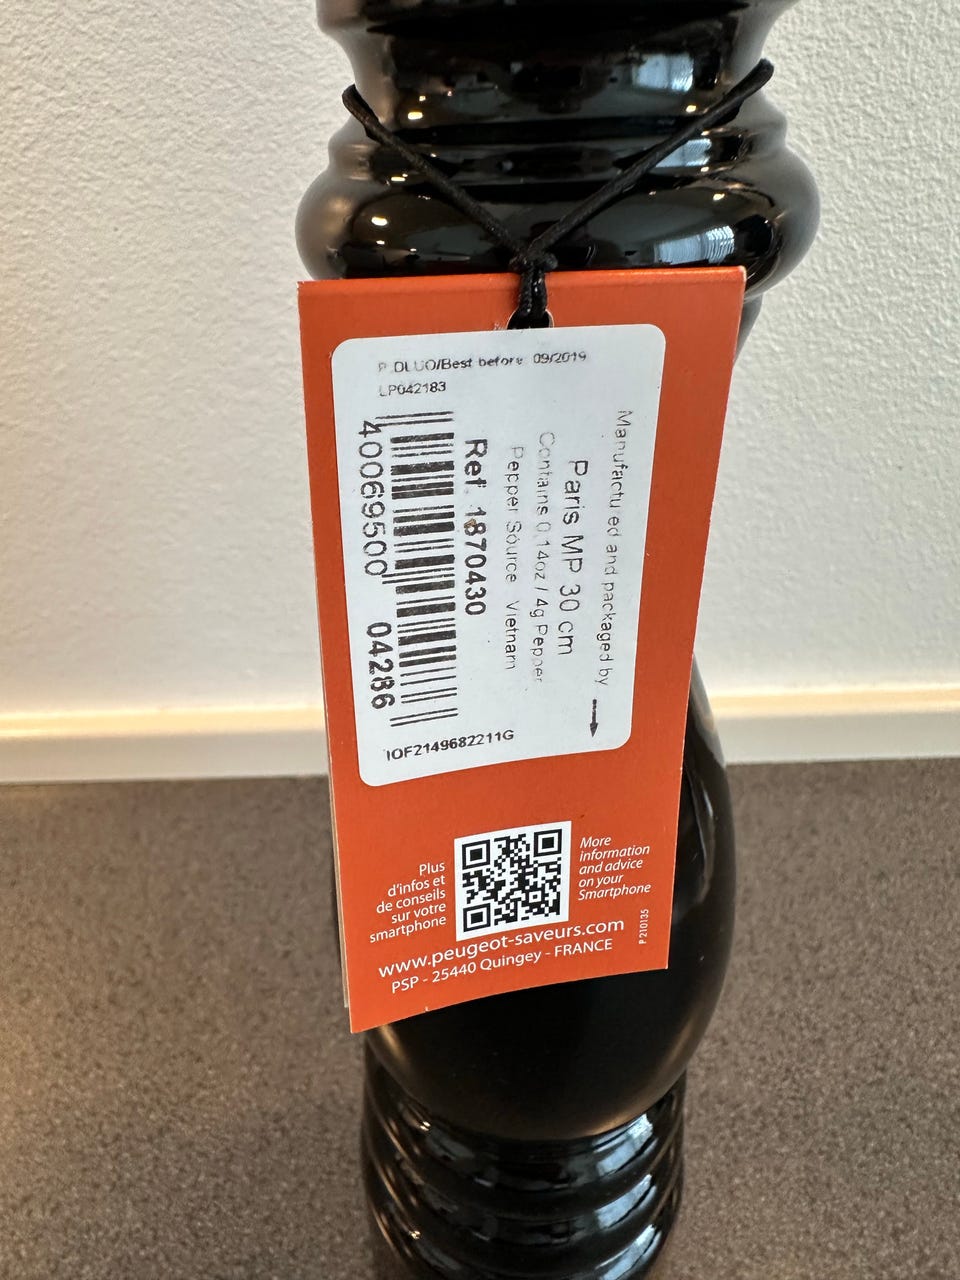 P.DLUO/Best before 09/2019
LP042183
Manufactured and packaged by
Paris MP 30 cm
Contains 0.14oz / 4g Pepper
Pepper Source Vietnam
Ref. 1870430
4006950004286
IOF2149682211G
Plus
d'infos et
de conseils
sur votre
smartphone
More
information
and advice
on your
Smartphone
www.peugeot-saveurs.com
PSP - 25440 Quingey - FRANCE
P 210135